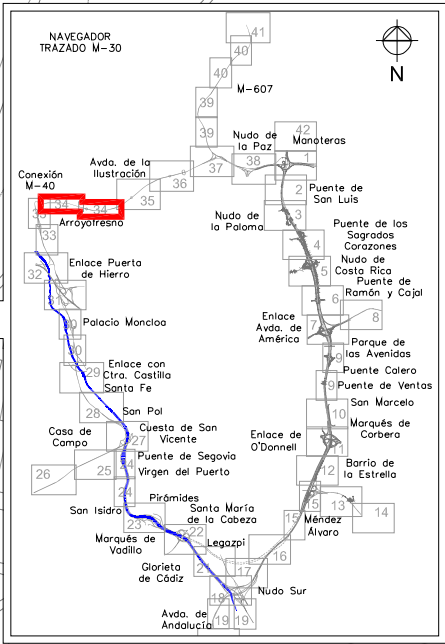 NAVEGADOR
TRAZADO M-30
N
41
40
40
M-607
39
39
Nudo de
la Paz
42
Manoteras
1
37
38
Avda. de la
Ilustración
36
35
Conexión
M-40
34
34
Arroyofresno
33
2
Puente de
San Luis
3
Nudo de
la Paloma
Puente de los
Sagrados
Corazones
4
Nudo de
Costa Rica
5
Puente de
Ramón y Cajal
6
Enlace
Avda. de
América
7
8
Enlace Puerta
de Hierro
32
Palacio Moncloa
30
Parque de
las Avenidas
9
Puente Calero
9
Puente de Ventas
Enlace con
Ctra. Castilla
29
Santa Fe
28
San Pol
San Marcelo
10
Marqués de
Corbera
Enlace de
O'Donnell
11
Casa de
Campo
27
Cuesta de San
Vicente
26
25
Puente de Segovia
Virgen del Puerto
24
Barrio de
la Estrella
12
13
14
15
15
Méndez
Álvaro
Pirámides
San Isidro
23
Santa María
de la Cabeza
22
Marqués de
Vadillo
Legazpi
16
17
Glorieta
de Cádiz
21
Nudo Sur
18
Avda. de
Andalucía
19
19